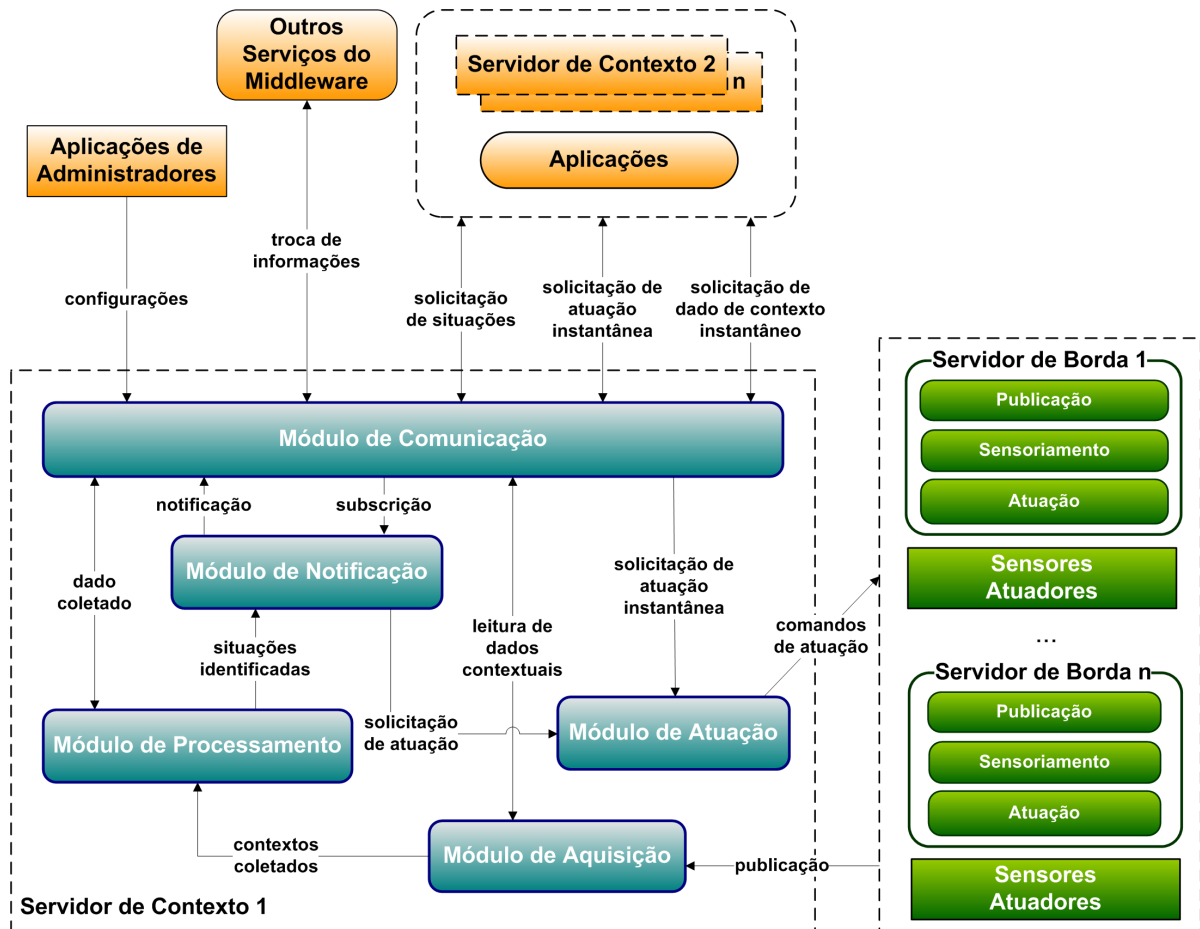 Outros
Serviços do
Middleware
Servidor de Contexto 2
n
Aplicações
Aplicações de
Administradores
configurações
troca de
informações
solicitação
de situações
solicitação de
atuação
instantânea
solicitação de
dado de contexto
instantâneo
Módulo de Comunicação
notificação
subscrição
dado
coletado
Módulo de Notificação
situações
identificadas
leitura de
dados
contextuais
solicitação de
atuação
instantânea
comandos
de atuação
Módulo de Processamento
solicitação
de atuação
Módulo de Atuação
contextos
coletados
Módulo de Aquisição
publicação
Servidor de Contexto 1
Servidor de Borda 1
Publicação
Sensoriamento
Atuação
Sensores
Atuadores
...
Servidor de Borda n
Publicação
Sensoriamento
Atuação
Sensores
Atuadores